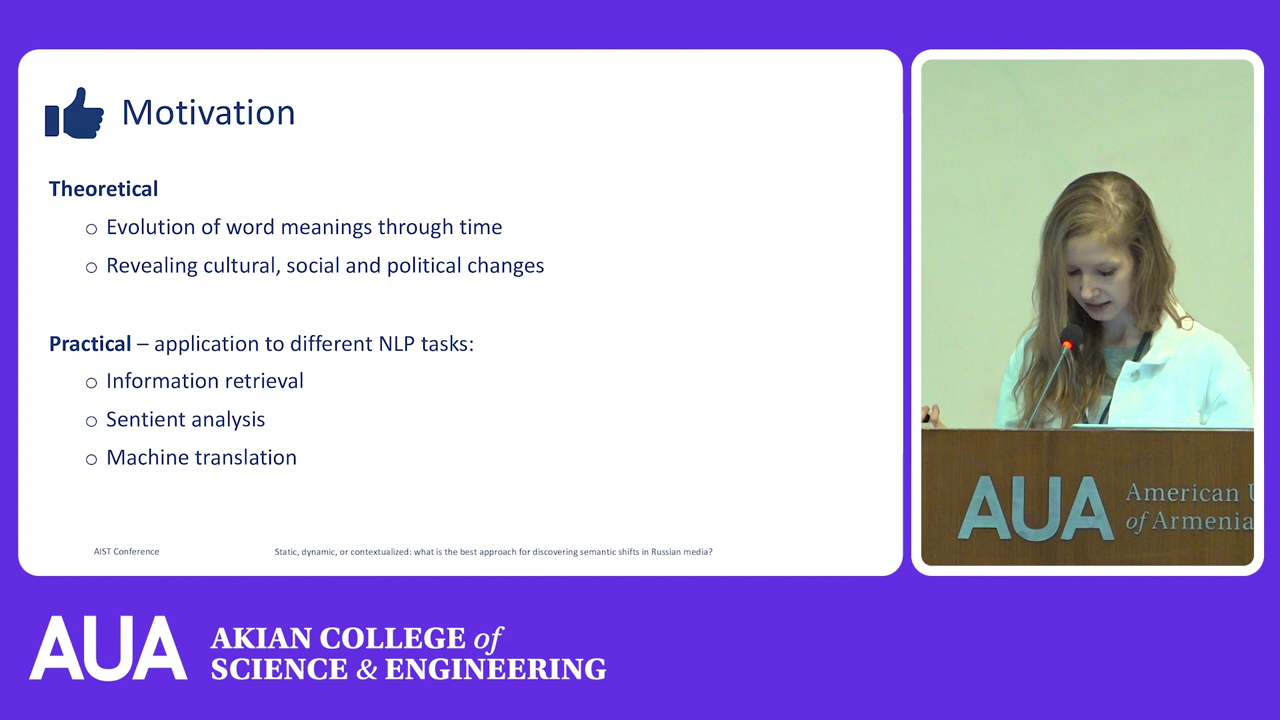 Motivation
Theoretical
○ Evolution of word meanings through time
○ Revealing cultural, social and political changes
Practical – application to different NLP tasks:
○ Information retrieval
○ Sentient analysis
○ Machine translation
AIST Conference
Static, dynamic, or contextualized: what is the best approach for discovering semantic shifts in Russian media?
AUA
American U
of Armenia
AUA
AKIAN COLLEGE of
SCIENCE & ENGINEERING